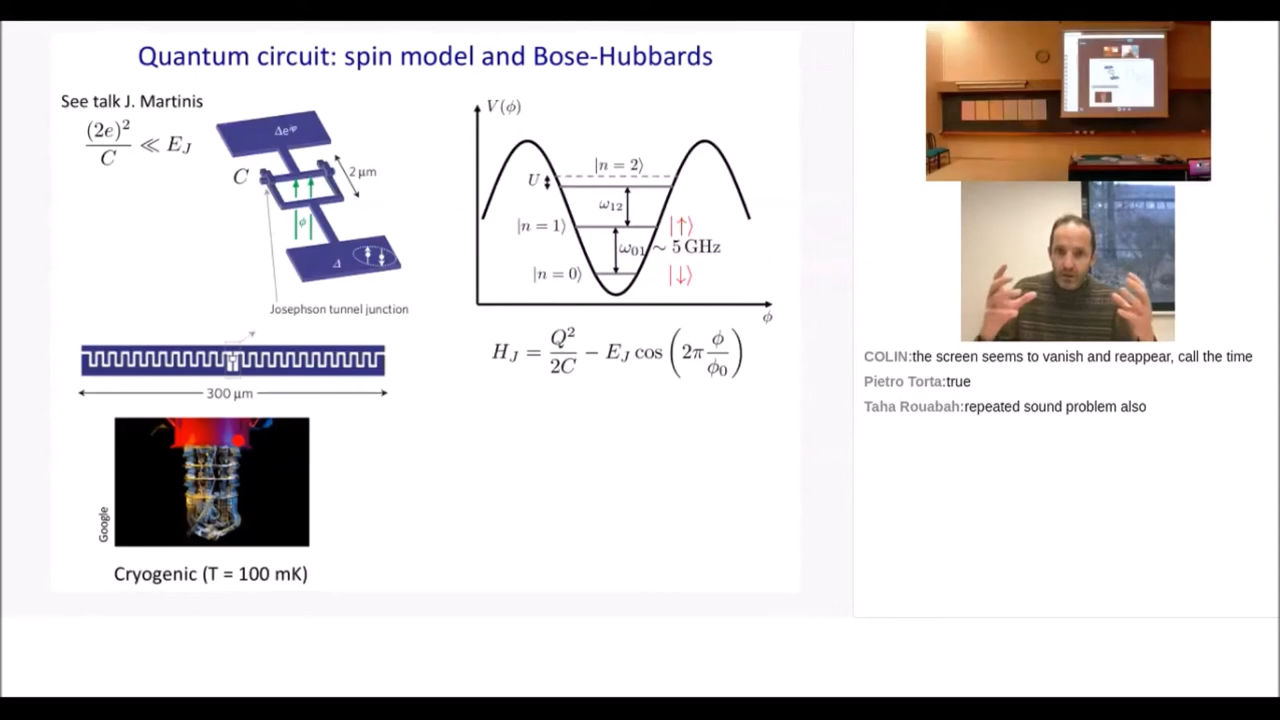 Quantum circuit: spin model and Bose-Hubbards
See talk J. Martinis
(2e)²/C ≪ E_J
Δe^iφ
C
2 μm
ϕ
Δ
Josephson tunnel junction
300 μm
Google
Cryogenic (T = 100 mK)
V(ϕ)
|n = 2⟩
U
ω₁₂
|n = 1⟩
|↑⟩
ω₀₁ ∼ 5 GHz
|n = 0⟩
|↓⟩
ϕ
H_J = Q²/2C − E_J cos(2π ϕ/ϕ₀)
COLIN:the screen seems to vanish and reappear, call the time
Pietro Torta:true
Taha Rouabah:repeated sound problem also